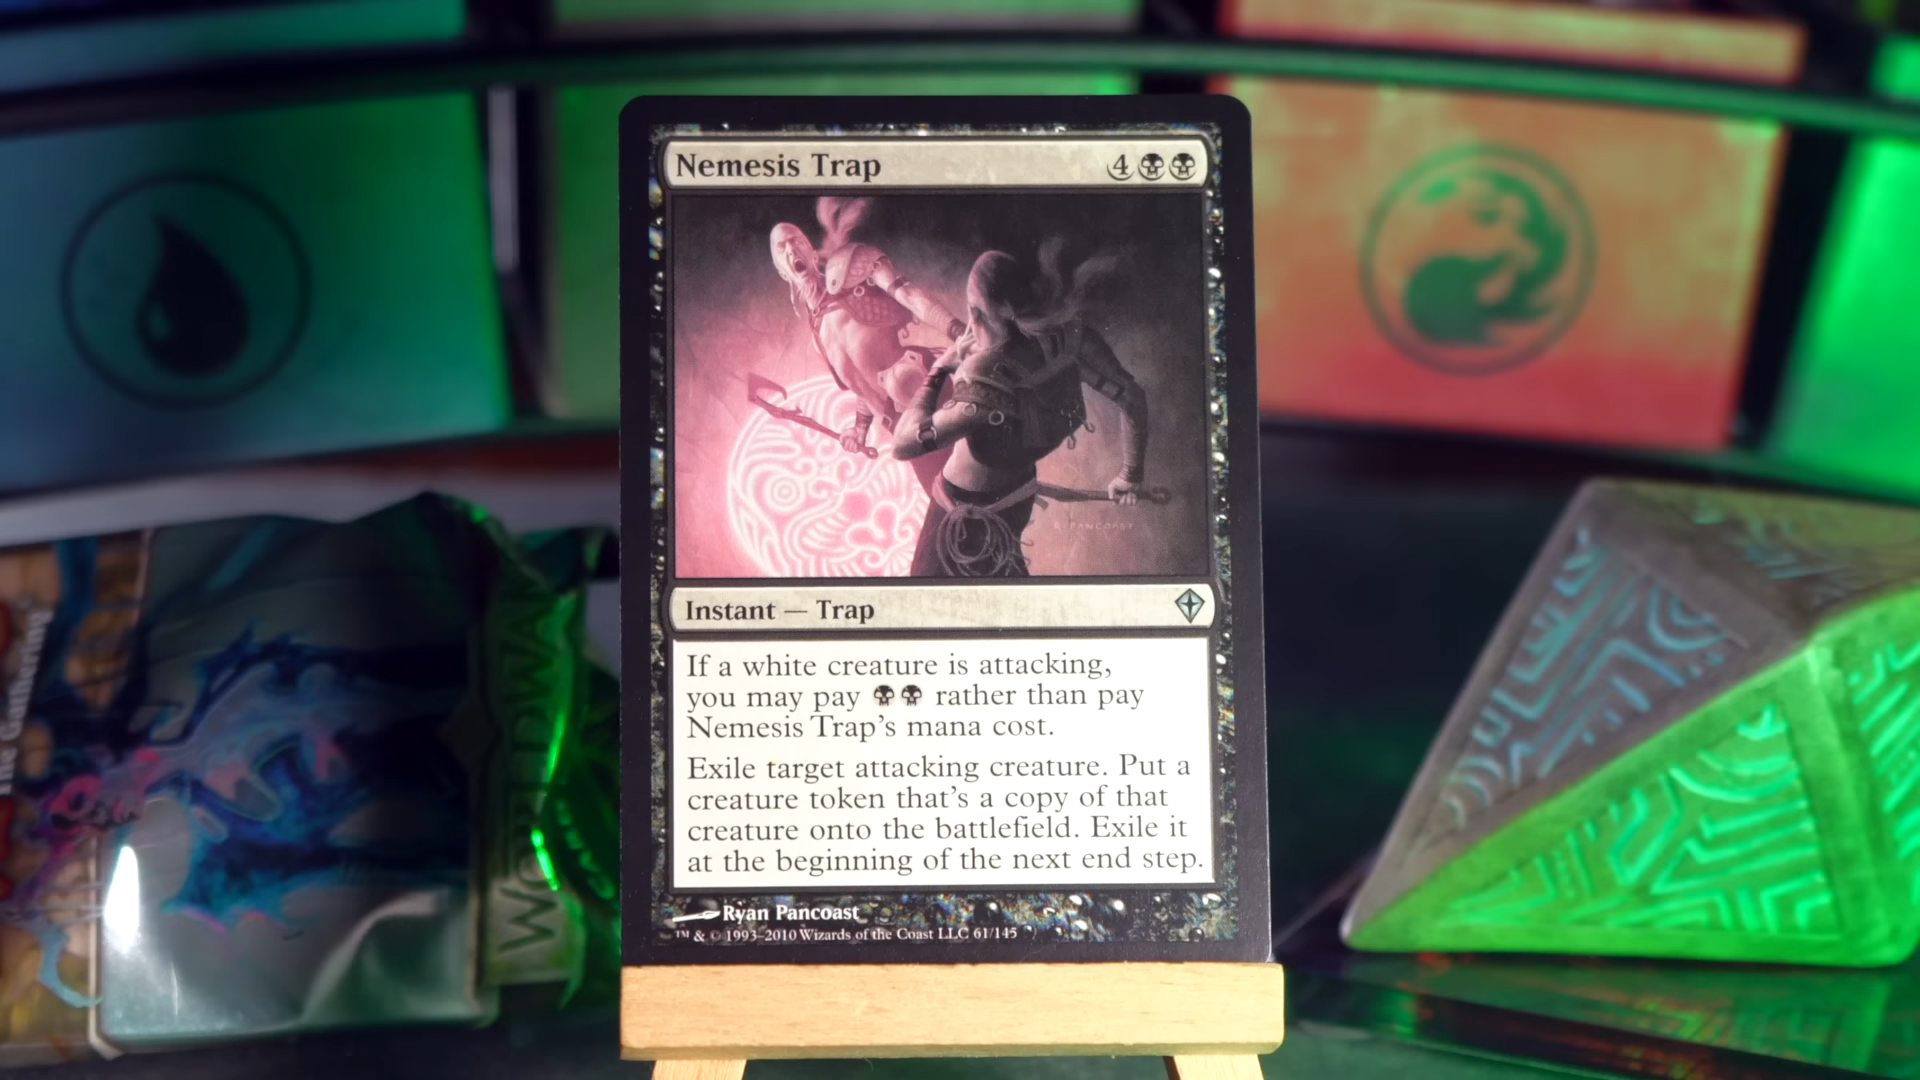 Nemesis Trap 4
R. PANCOAST
Instant — Trap
If a white creature is attacking,
you may pay rather than pay
Nemesis Trap's mana cost.
Exile target attacking creature. Put a
creature token that's a copy of that
creature onto the battlefield. Exile it
at the beginning of the next end step.
Ryan Pancoast
™ & © 1993–2010 Wizards of the Coast LLC 61/145
The Gathering